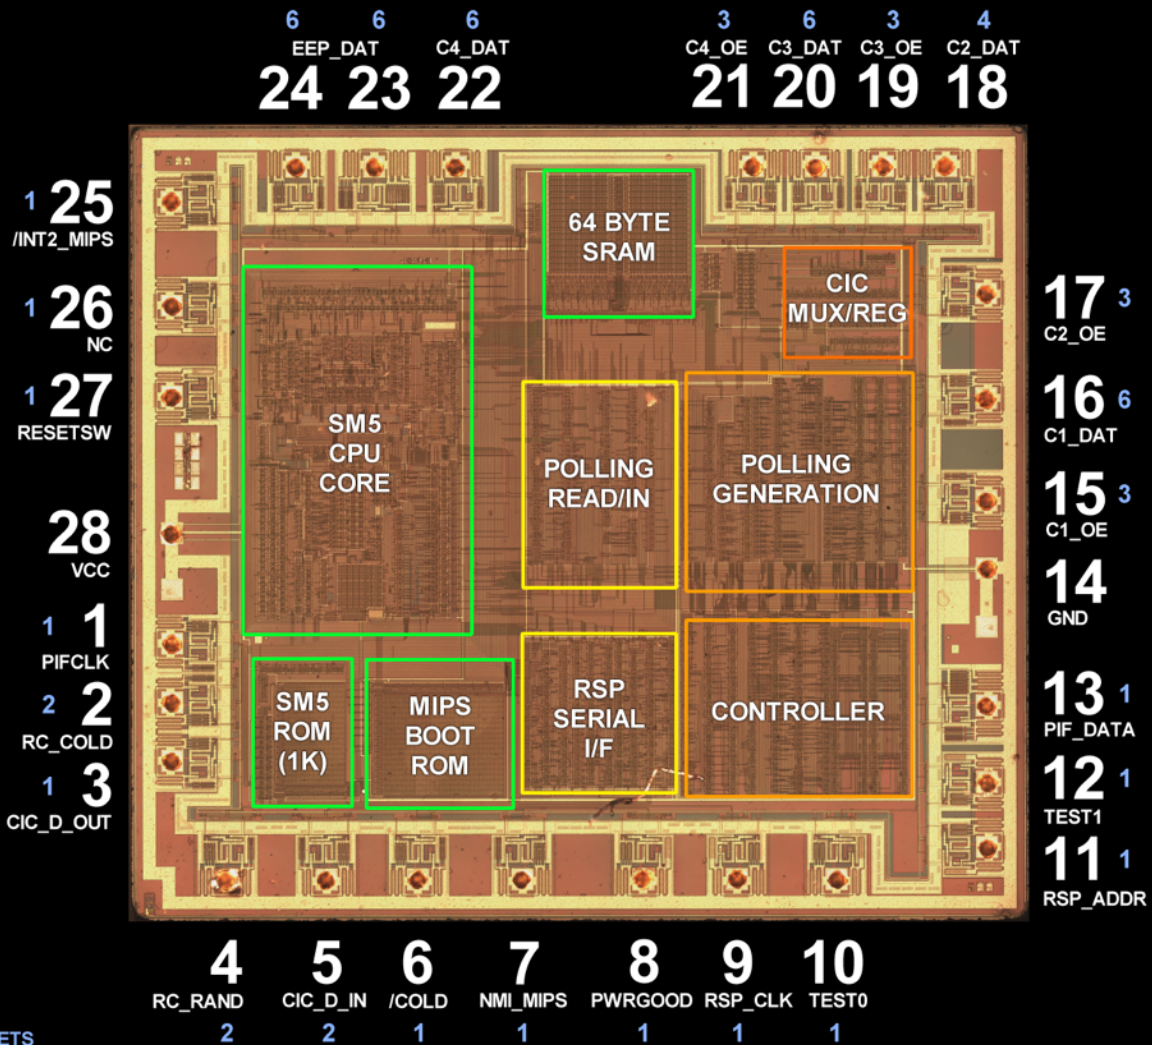 6 6 6 3 6 3 4
EEP_DAT C4_DAT C4_OE C3_DAT C3_OE C2_DAT
24 23 22 21 20 19 18
1 25
/INT2_MIPS
1 26
NC
1 27
RESETSW
28
VCC
1 1
PIFCLK
2 2
RC_COLD
1 3
CIC_D_OUT
64 BYTE
SRAM
CIC
MUX/REG
SM5
CPU
CORE
POLLING
READ/IN
POLLING
GENERATION
SM5
ROM
(1K)
MIPS
BOOT
ROM
RSP
SERIAL
I/F
CONTROLLER
17 3
C2_OE
16 6
C1_DAT
15 3
C1_OE
14
GND
13 1
PIF_DATA
12 1
TEST1
11 1
RSP_ADDR
4 5 6 7 8 9 10
RC_RAND CIC_D_IN /COLD NMI_MIPS PWRGOOD RSP_CLK TEST0
ETS 2 2 1 1 1 1 1